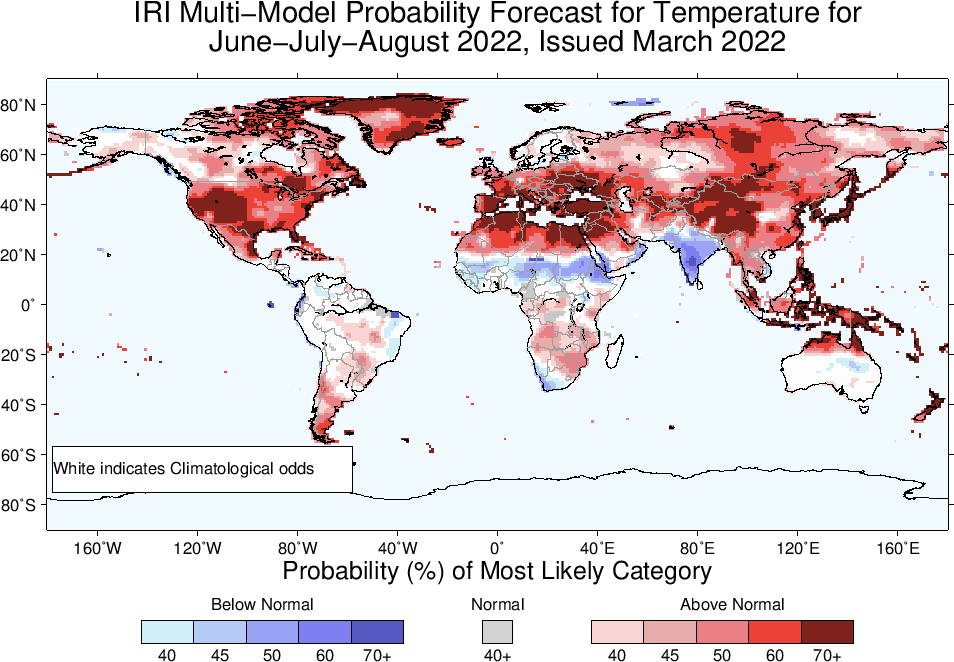 IRI Multi−Model Probability Forecast for Temperature for
June−July−August 2022, Issued March 2022
80˚N
60˚N
40˚N
20˚N
0˚
20˚S
40˚S
60˚S
80˚S
White indicates Climatological odds
160˚W 120˚W 80˚W 40˚W 0˚ 40˚E 80˚E 120˚E 160˚E
Probability (%) of Most Likely Category
Below Normal Normal Above Normal
40 45 50 60 70+ 40+ 40 45 50 60 70+